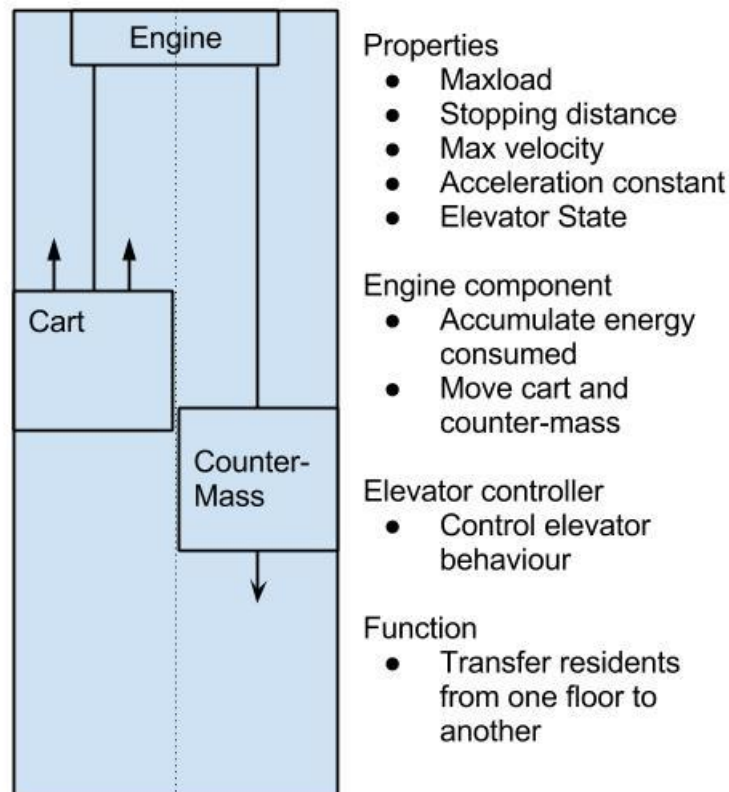 Engine
Cart
Counter-
Mass
Properties
● Maxload
● Stopping distance
● Max velocity
● Acceleration constant
● Elevator State
Engine component
● Accumulate energy
consumed
● Move cart and
counter-mass
Elevator controller
● Control elevator
behaviour
Function
● Transfer residents
from one floor to
another